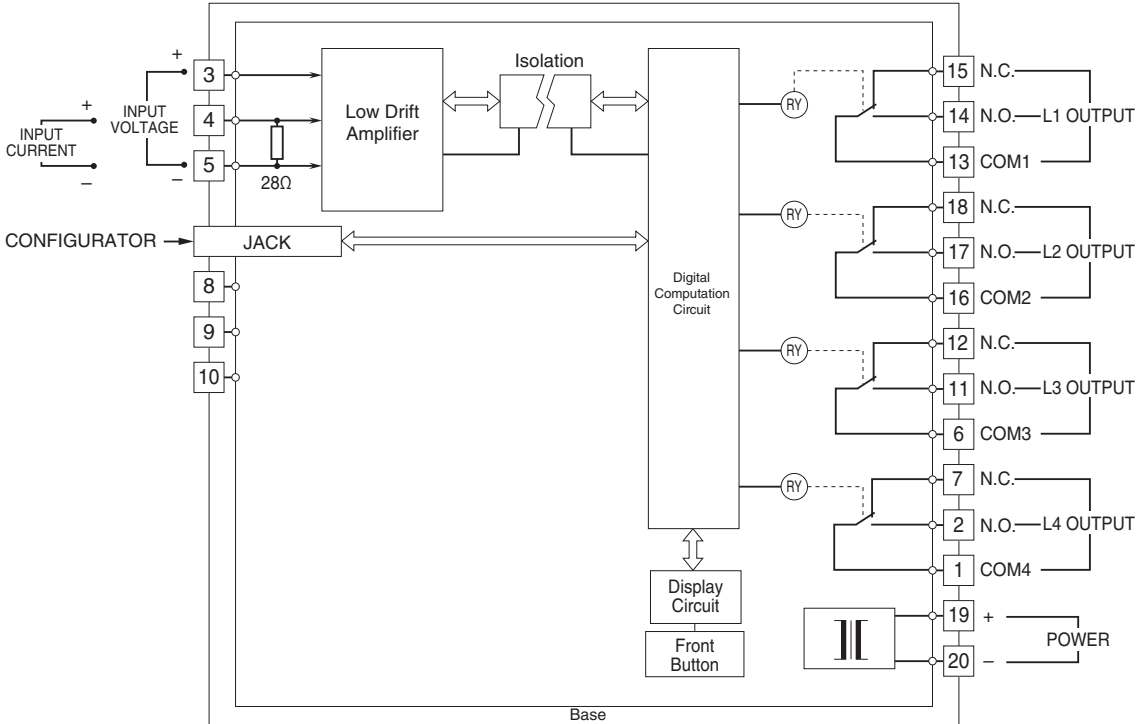 INPUT
CURRENT
+
–
INPUT
VOLTAGE
+
–
3
4
5
28Ω
Low Drift
Amplifier
Isolation
CONFIGURATOR
JACK
8
9
10
Digital
Computation
Circuit
Display
Circuit
Front
Button
RY
15 N.C.
14 N.O. L1 OUTPUT
13 COM1
RY
18 N.C.
17 N.O. L2 OUTPUT
16 COM2
RY
12 N.C.
11 N.O. L3 OUTPUT
6 COM3
RY
7 N.C.
2 N.O. L4 OUTPUT
1 COM4
19 +
POWER
20 –
Base